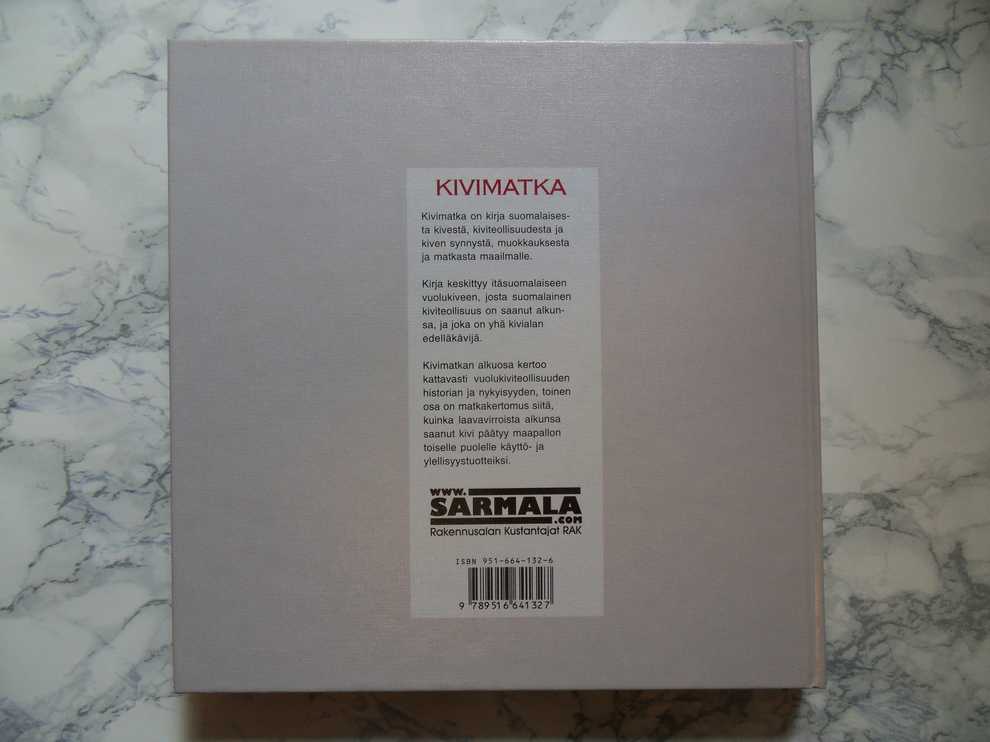 KIVIMATKA
Kivimatka on kirja suomalaises-
ta kivestä, kiviteollisuudesta ja
kiven synnystä, muokkauksesta
ja matkasta maailmalle.
Kirja keskittyy itäsuomalaiseen
vuolukiveen, josta suomalainen
kiviteollisuus on saanut alkun-
sa, ja joka on yhä kivialan
edelläkävijä.
Kivimatkan alkuosa kertoo
kattavasti vuolukiviteollisuuden
historian ja nykyisyyden, toinen
osa on matkakertomus siitä,
kuinka laavavirroista alkunsa
saanut kivi päätyy maapallon
toiselle puolelle käyttö- ja
ylellisyystuotteiksi.
WWW.
SARMALA
.COM
Rakennusalan Kustantajat RAK
ISBN 951-664-132-6
9 789516 641327